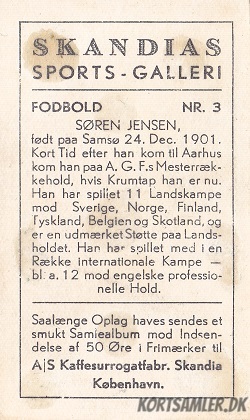 SKANDIAS
SPORTS - GALLERI
FODBOLD NR. 3
SØREN JENSEN,
født paa Samsø 24. Dec. 1901.
Kort Tid efter han kom til Aarhus
kom han paa A. G. F.s Mesterræk-
kehold, hvis Krumtap han er nu.
Han har spillet 11 Landskampe
mod Sverige, Norge, Finland,
Tyskland, Belgien og Skotland, og
er en udmærket Støtte paa Lands-
holdet. Han har spillet med i en
Række internationale Kampe —
bl. a. 12 mod engelske professio-
nelle Hold.
Saalænge Oplag haves sendes et
smukt Samlealbum mod Indsen-
delse af 50 Øre i Frimærker til
A|S Kaffesurrogatfabr. Skandia
København.
KORTSAMLER.DK